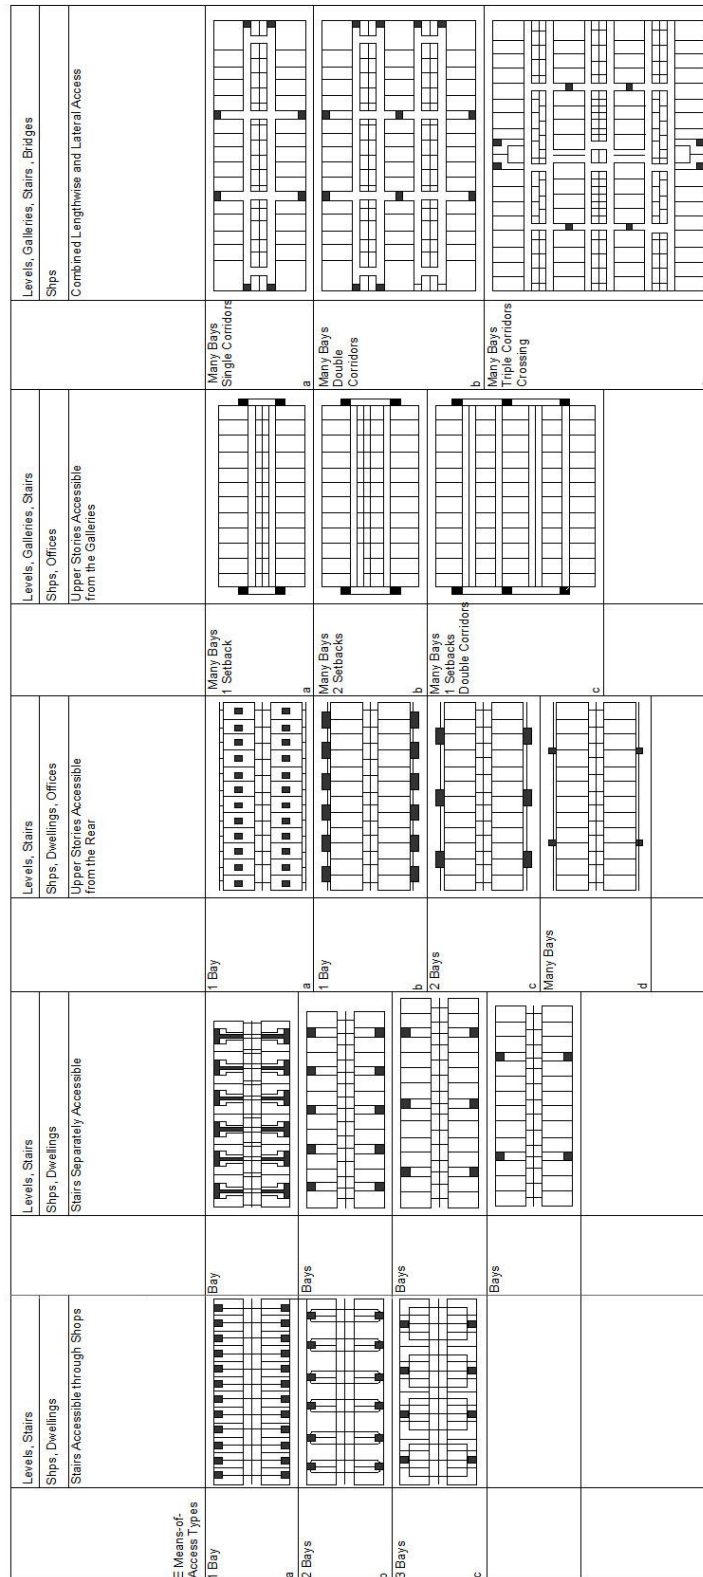 E Means-of-
Access Types
Levels, Stairs
Shps, Dwellings
Stairs Accessible through Shops
1 Bay
a
2 Bays
b
3 Bays
c
Levels, Stairs
Shps, Dwellings
Stairs Separately Accessible
Bay
Bays
Bays
Bays
Levels, Stairs
Shps, Dwellings, Offices
Upper Stories Accessible
from the Rear
1 Bay
a
1 Bay
b
2 Bays
c
Many Bays
d
Levels, Galleries, Stairs
Shps, Offices
Upper Stories Accessible
from the Galleries
Many Bays
1 Setback
a
Many Bays
2 Setbacks
b
Many Bays
1 Setbacks
Double Corridors
c
Levels, Galleries, Stairs , Bridges
Shps
Combined Lengthwise and Lateral Access
Many Bays
Single Corridors
a
Many Bays
Double
Corridors
b
Many Bays
Triple Corridors
Crossing